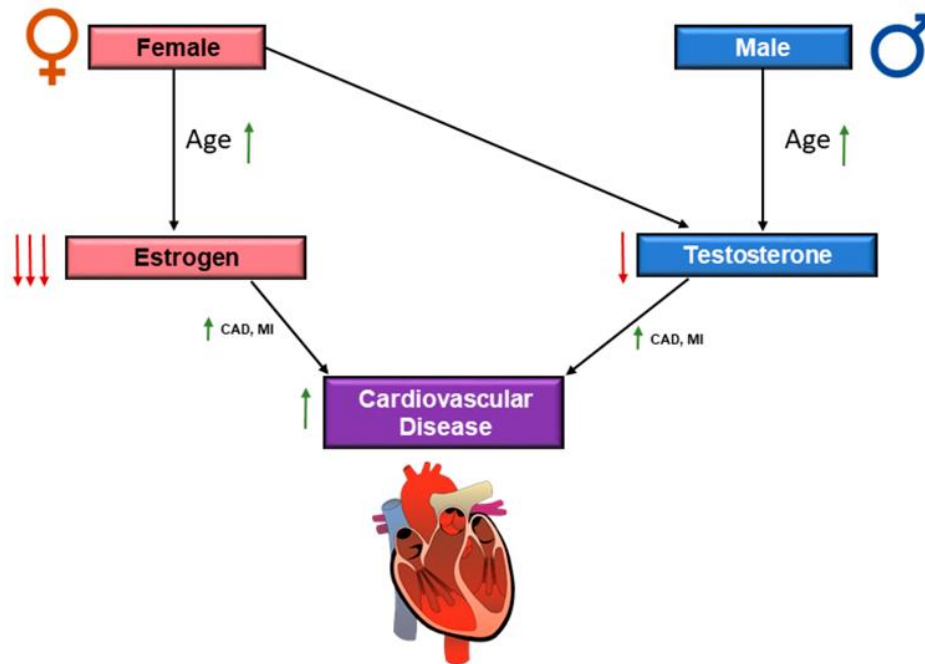 Female
Male
Age
Age
Estrogen
Testosterone
CAD, MI
CAD, MI
Cardiovascular
Disease